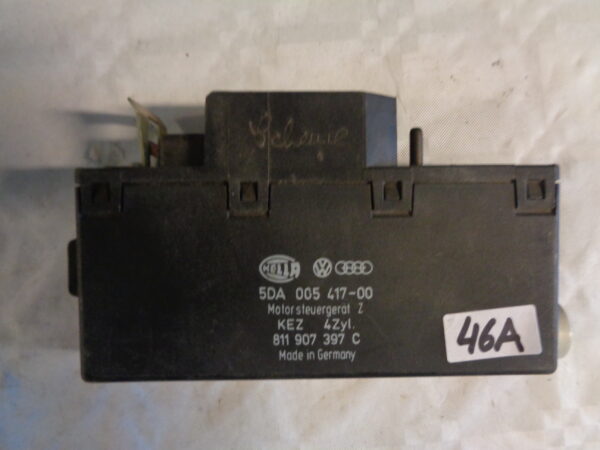 HELLA
5DA 005 417-00
Motorsteuergerät Z
KEZ 4Zyl.
811 907 397 C
Made in Germany
46A